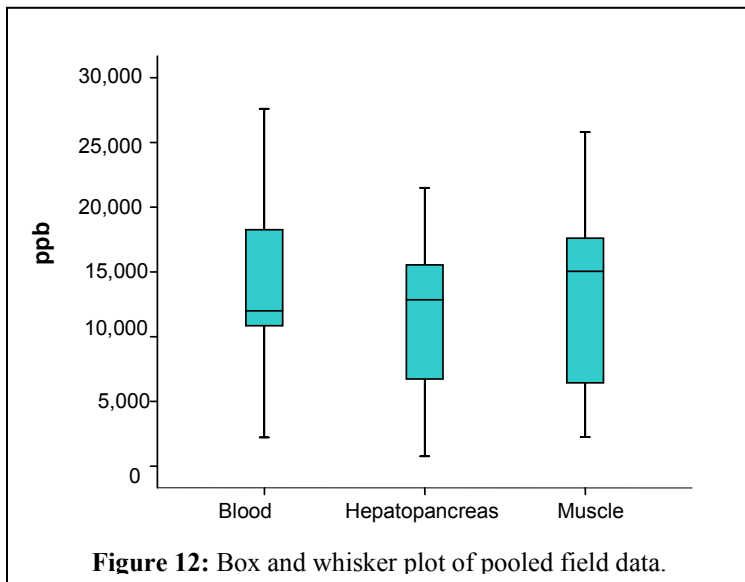 30,000
25,000
20,000
15,000
10,000
5,000
0
ppb
Blood Hepatopancreas Muscle
Figure 12: Box and whisker plot of pooled field data.